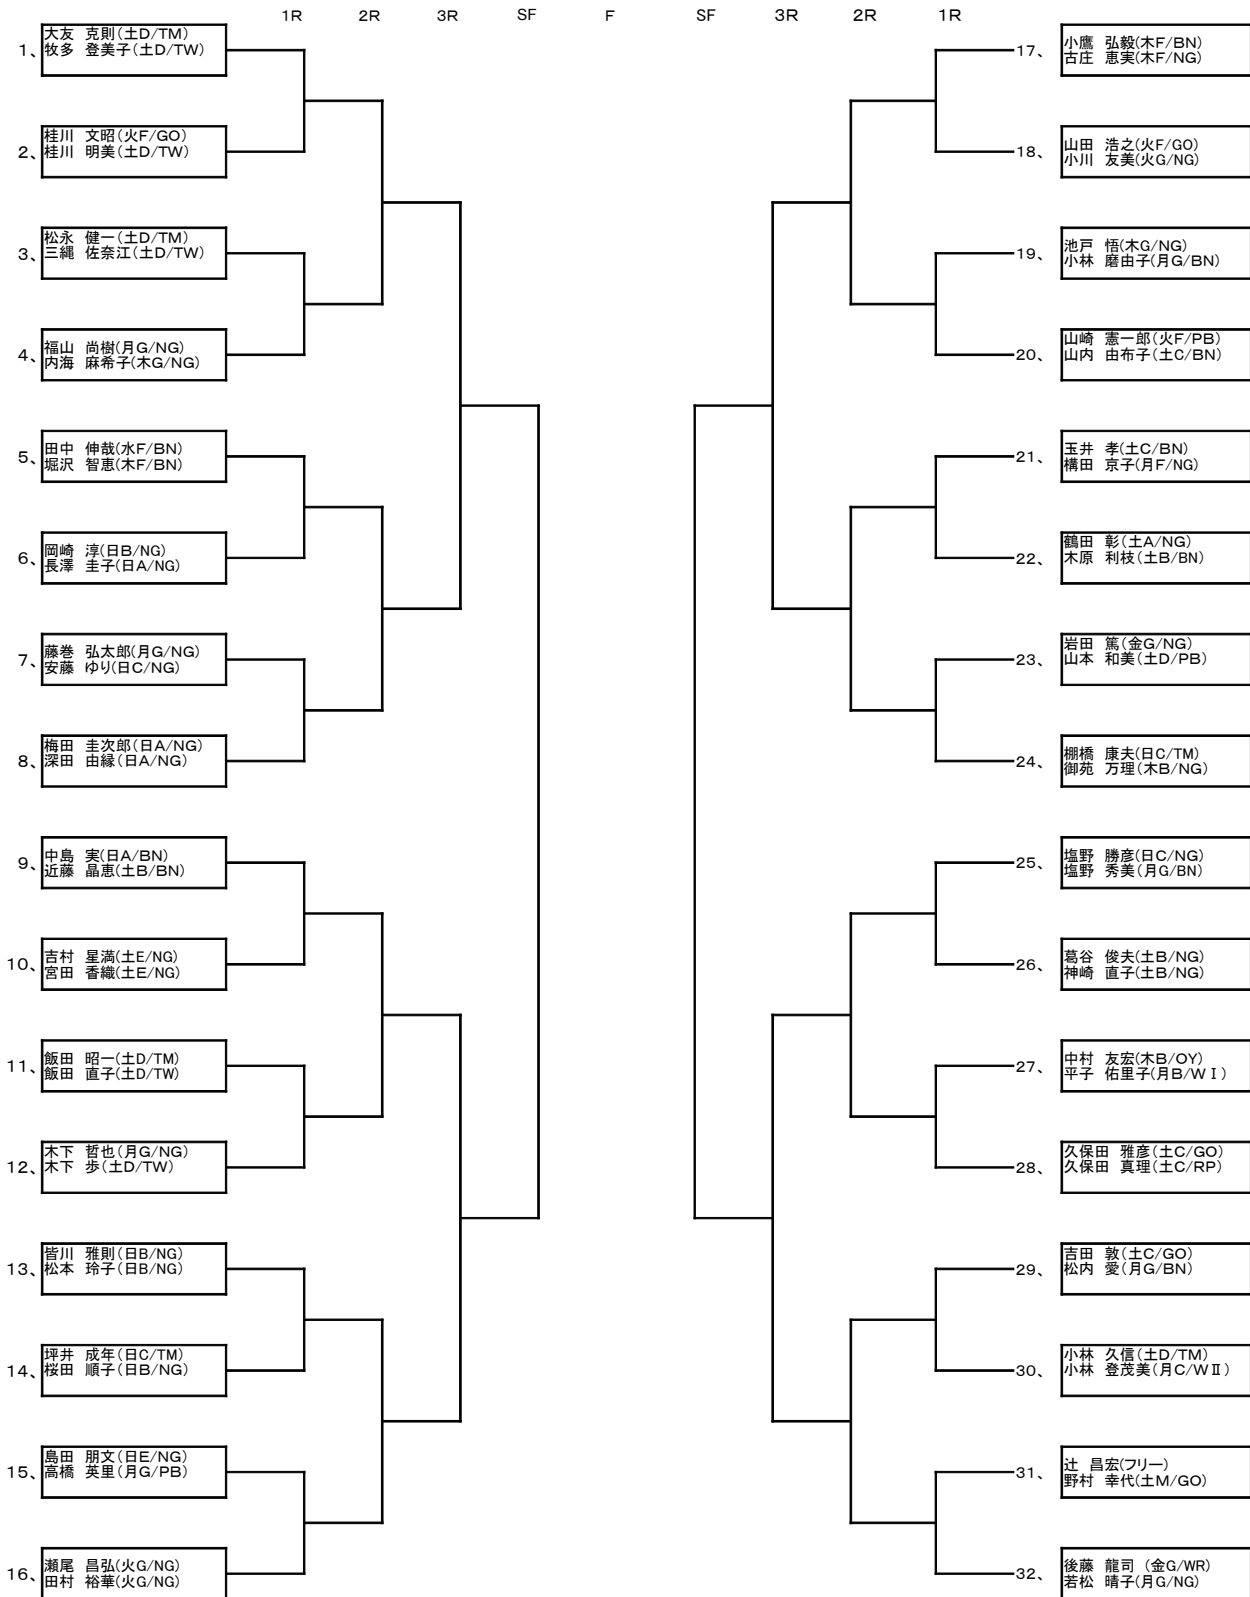 1R 2R 3R SF F SF 3R 2R 1R
1、
大友 克則(土D/TM)
牧多 登美子(土D/TW)
2、
桂川 文昭(火F/GO)
桂川 明美(土D/TW)
3、
松永 健一(土D/TM)
三縄 佐奈江(土D/TW)
4、
福山 尚樹(月G/NG)
内海 麻希子(木G/NG)
5、
田中 伸哉(水F/BN)
堀沢 智恵(木F/BN)
6、
岡崎 淳(日B/NG)
長澤 圭子(日A/NG)
7、
藤巻 弘太郎(月G/NG)
安藤 ゆり(日C/NG)
8、
梅田 圭次郎(日A/NG)
深田 由縁(日A/NG)
9、
中島 実(日A/BN)
近藤 晶恵(土B/BN)
10、
吉村 星満(土E/NG)
宮田 香織(土E/NG)
11、
飯田 昭一(土D/TM)
飯田 直子(土D/TW)
12、
木下 哲也(月G/NG)
木下 歩(土D/TW)
13、
皆川 雅則(日B/NG)
松本 玲子(日B/NG)
14、
坪井 成年(日C/TM)
桜田 順子(日B/NG)
15、
島田 朋文(日E/NG)
高橋 英里(月G/PB)
16、
瀬尾 昌弘(火G/NG)
田村 裕華(火G/NG)
17、
小鷹 弘毅(木F/BN)
古庄 恵実(木F/NG)
18、
山田 浩之(火F/GO)
小川 友美(火G/NG)
19、
池戸 悟(木G/NG)
小林 磨由子(月G/BN)
20、
山崎 憲一郎(火F/PB)
山内 由布子(土C/BN)
21、
玉井 孝(土C/BN)
構田 京子(月F/NG)
22、
鶴田 彰(土A/NG)
木原 利枝(土B/BN)
23、
岩田 篤(金G/NG)
山本 和美(土D/PB)
24、
棚橋 康夫(日C/TM)
御苑 万理(木B/NG)
25、
塩野 勝彦(日C/NG)
塩野 秀美(月G/BN)
26、
葛谷 俊夫(土B/NG)
神崎 直子(土B/NG)
27、
中村 友宏(木B/OY)
平子 佑里子(月B/WⅠ)
28、
久保田 雅彦(土C/GO)
久保田 真理(土C/RP)
29、
吉田 敦(土C/GO)
松内 愛(月G/BN)
30、
小林 久信(土D/TM)
小林 登茂美(月C/WⅡ)
31、
辻 昌宏(フリー)
野村 幸代(土M/GO)
32、
後藤 龍司 (金G/WR)
若松 晴子(月G/NG)